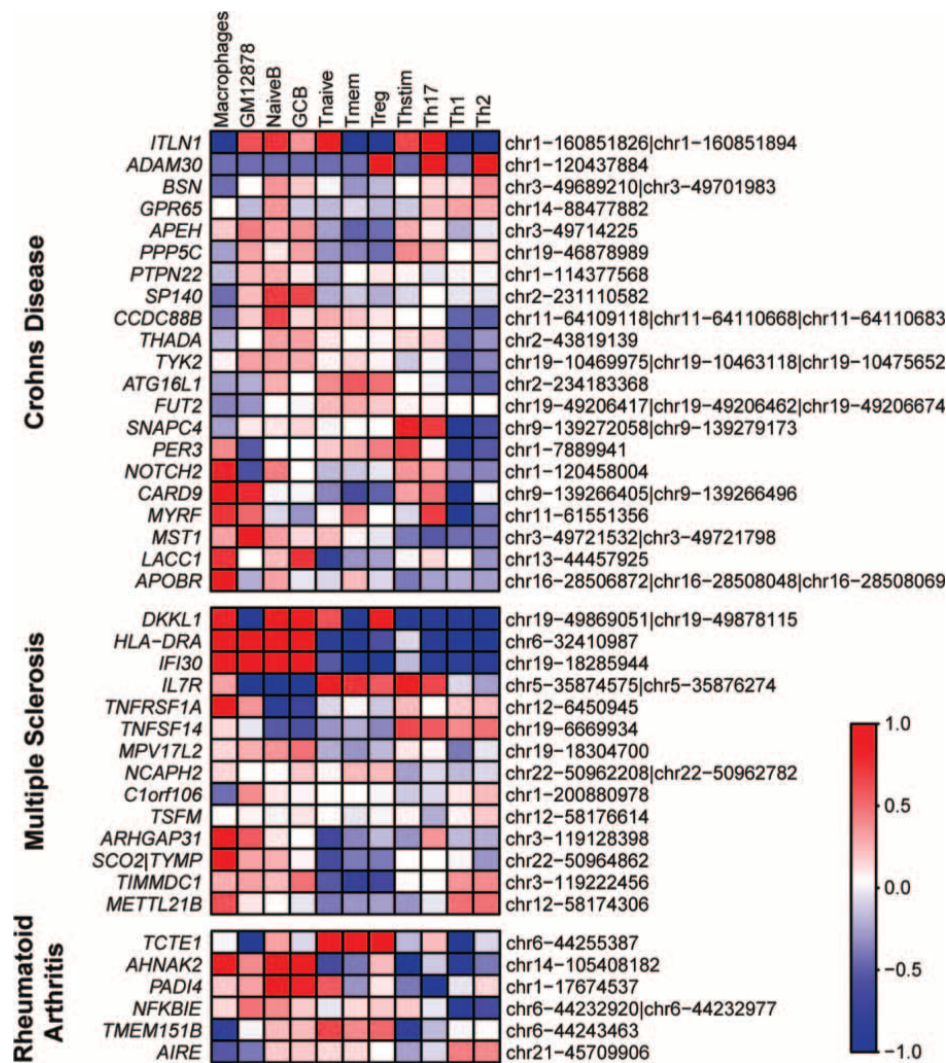 Macrophages
GM12878
NaiveB
GCB
Tnaive
Tmem
Treg
Thstim
Th17
Th1
Th2
Crohns Disease
ITLN1 chr1-160851826|chr1-160851894
ADAM30 chr1-120437884
BSN chr3-49689210|chr3-49701983
GPR65 chr14-88477882
APEH chr3-49714225
PPP5C chr19-46878989
PTPN22 chr1-114377568
SP140 chr2-231110582
CCDC88B chr11-64109118|chr11-64110668|chr11-64110683
THADA chr2-43819139
TYK2 chr19-10469975|chr19-10463118|chr19-10475652
ATG16L1 chr2-234183368
FUT2 chr19-49206417|chr19-49206462|chr19-49206674
SNAPC4 chr9-139272058|chr9-139279173
PER3 chr1-7889941
NOTCH2 chr1-120458004
CARD9 chr9-139266405|chr9-139266496
MYRF chr11-61551356
MST1 chr3-49721532|chr3-49721798
LACC1 chr13-44457925
APOBR chr16-28506872|chr16-28508048|chr16-28508069
Multiple Sclerosis
DKKL1 chr19-49869051|chr19-49878115
HLA-DRA chr6-32410987
IFI30 chr19-18285944
IL7R chr5-35874575|chr5-35876274
TNFRSF1A chr12-6450945
TNFSF14 chr19-6669934
MPV17L2 chr19-18304700
NCAPH2 chr22-50962208|chr22-50962782
C1orf106 chr1-200880978
TSFM chr12-58176614
ARHGAP31 chr3-119128398
SCO2|TYMP chr22-50964862
TIMMDC1 chr3-119222456
METTL21B chr12-58174306
Rheumatoid
Arthritis
TCTE1 chr6-44255387
AHNAK2 chr14-105408182
PADI4 chr1-17674537
NFKBIE chr6-44232920|chr6-44232977
TMEM151B chr6-44243463
AIRE chr21-45709906
1.0
0.5
0.0
-0.5
-1.0